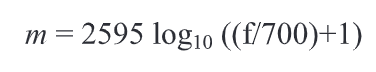 m = 2595 log₁₀ ((f/700)+1)